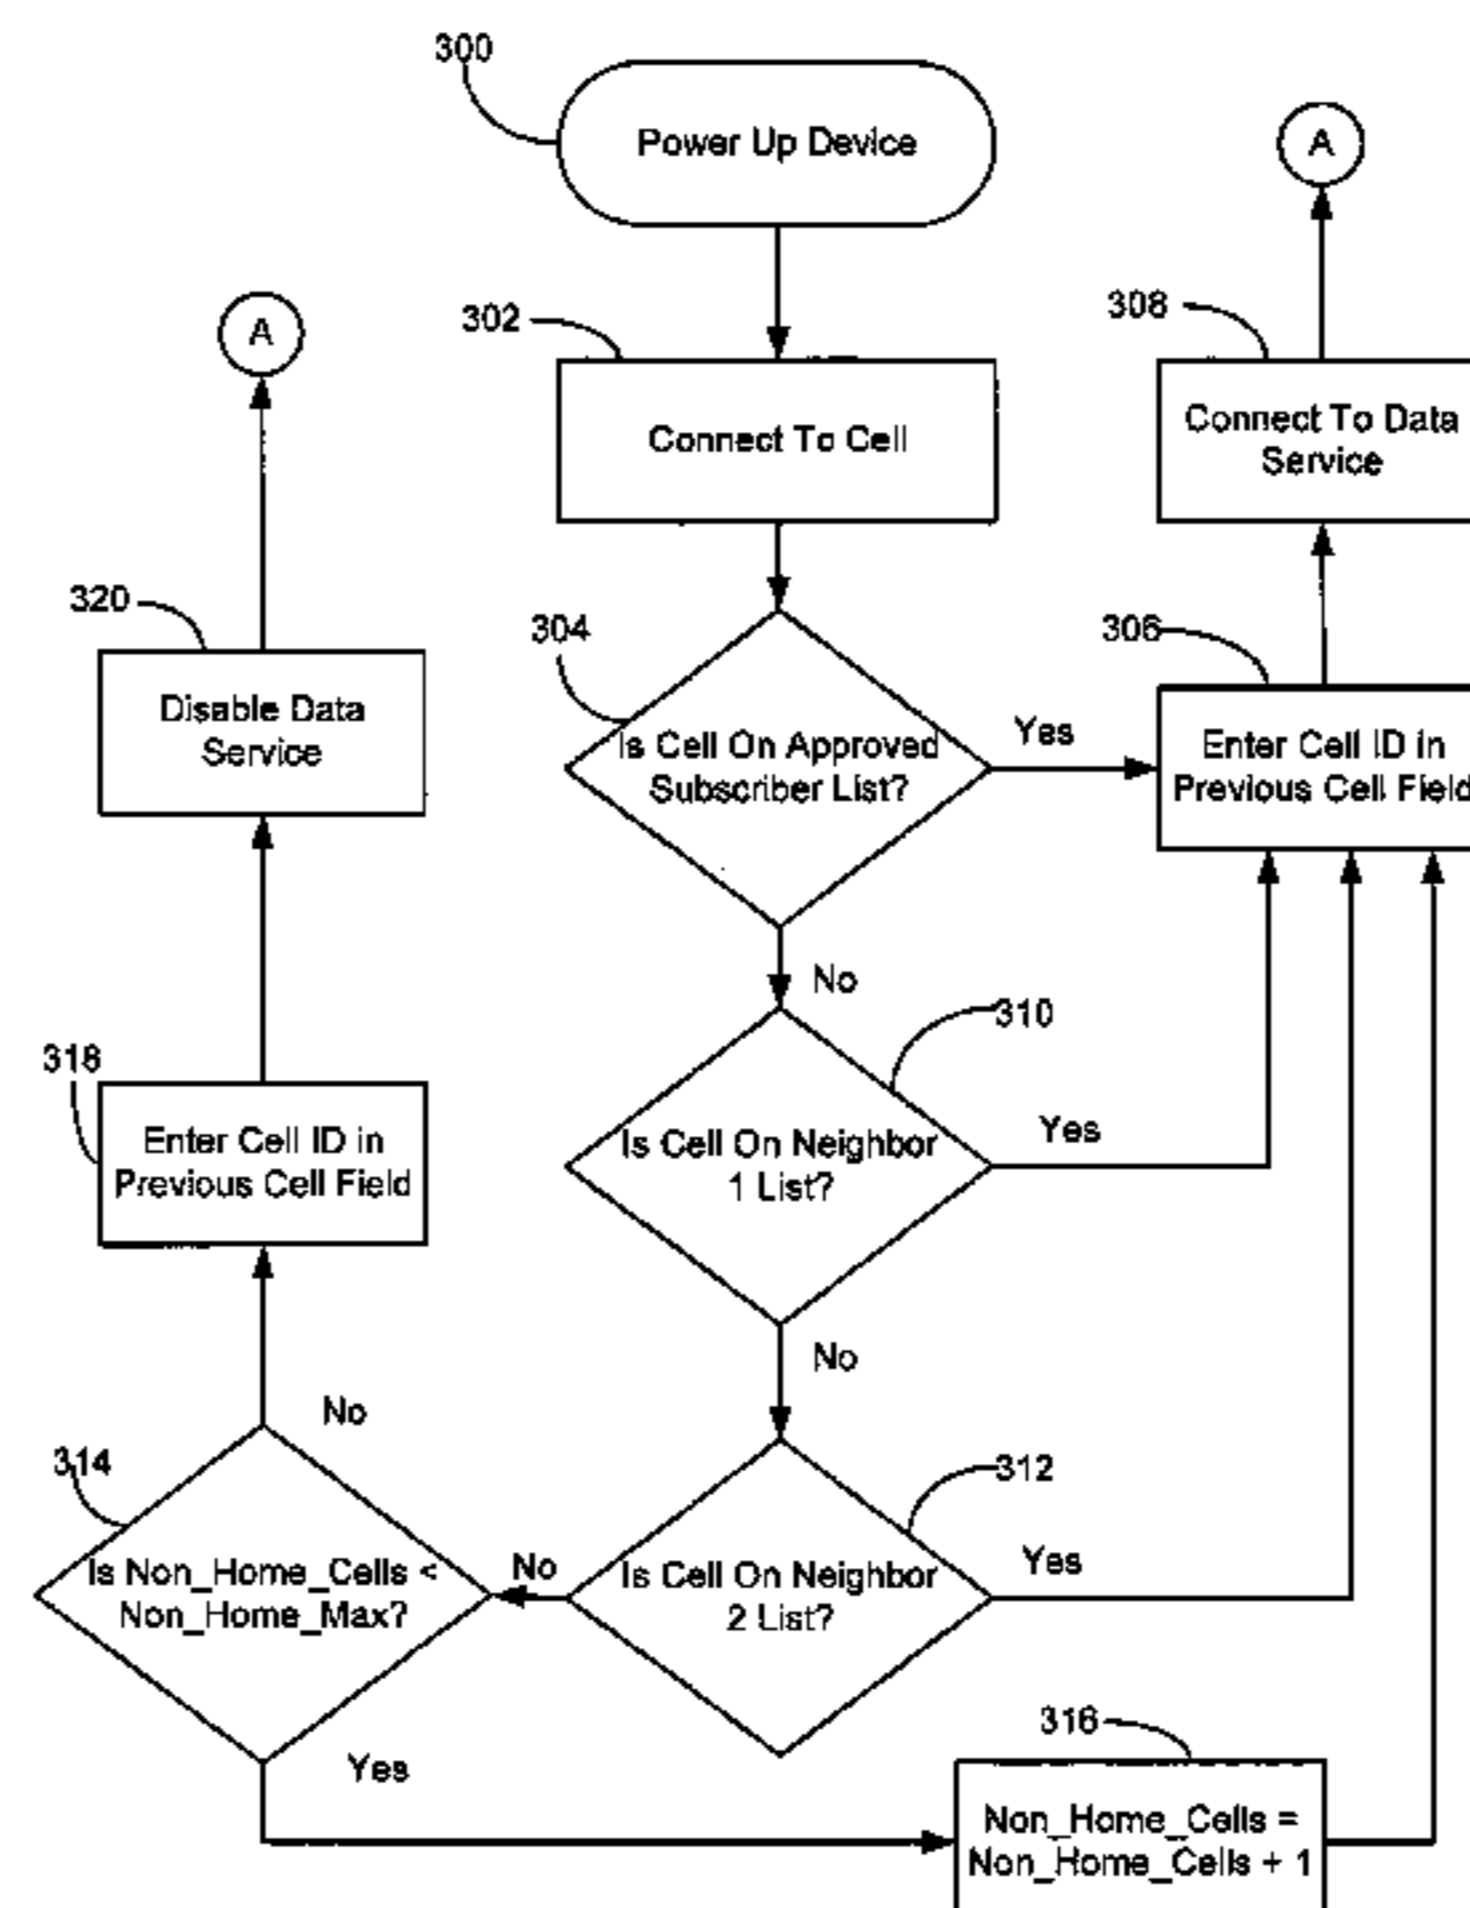 300
Power Up Device
A
A
302
308
Connect To Cell
Connect To Data
Service
320
304
306
Disable Data
Service
Is Cell On Approved
Subscriber List?
Yes
Enter Cell ID in
Previous Cell Field
No
310
318
Enter Cell ID in
Previous Cell Field
Is Cell On Neighbor
1 List?
Yes
No
No
314
312
Is Non_Home_Cells <
Non_Home_Max?
No
Is Cell On Neighbor
2 List?
Yes
316
Yes
Non_Home_Cells =
Non_Home_Cells + 1